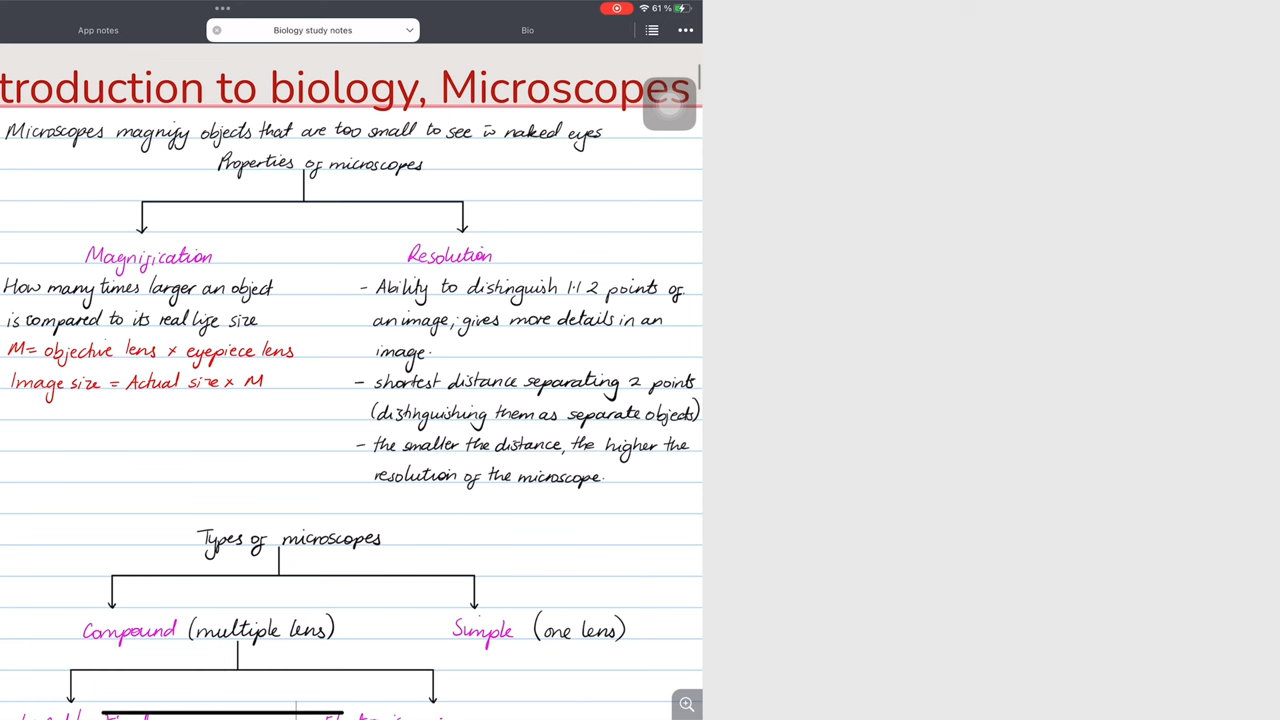 61%
App notes
Biology study notes
Bio
troduction to biology, Microscopes
Microscopes magnify objects that are too small to see w̄ naked eyes
Properties of microscopes
Magnification
How many times larger an object
is compared to its real life size
M= objective lens × eyepiece lens
Image size = Actual size × M
Resolution
- Ability to distinguish 2 points of
an image, gives more details in an
image.
- shortest distance separating 2 points
(distinguishing them as separate objects)
- the smaller the distance, the higher the
resolution of the microscope.
Types of microscopes
Compound (multiple lens)
Simple (one lens)